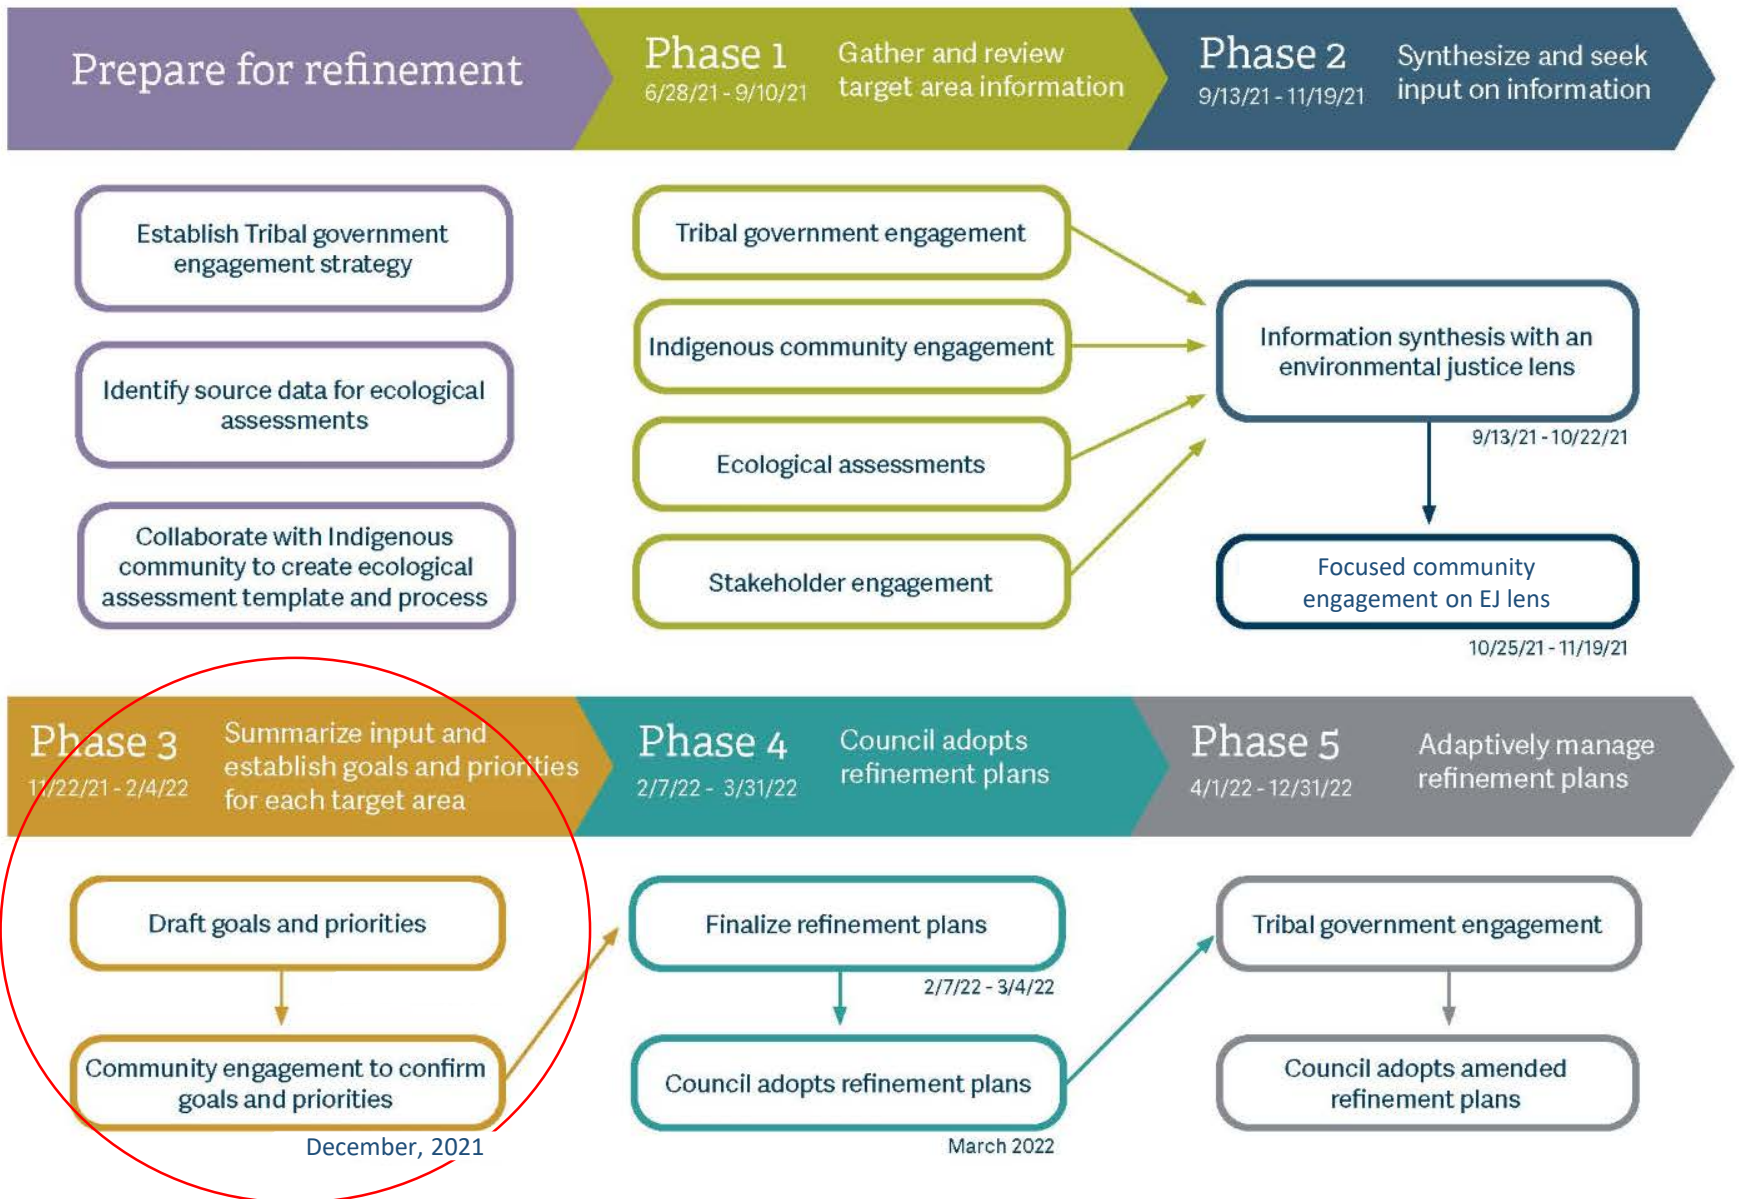 Prepare for refinement
Phase 1
6/28/21 - 9/10/21
Gather and review
target area information
Phase 2
9/13/21 - 11/19/21
Synthesize and seek
input on information
Establish Tribal government
engagement strategy
Identify source data for ecological
assessments
Collaborate with Indigenous
community to create ecological
assessment template and process
Tribal government engagement
Indigenous community engagement
Ecological assessments
Stakeholder engagement
Information synthesis with an
environmental justice lens
9/13/21 - 10/22/21
Focused community
engagement on EJ lens
10/25/21 - 11/19/21
Phase 3
11/22/21 - 2/4/22
Summarize input and
establish goals and priorities
for each target area
Phase 4
2/7/22 - 3/31/22
Council adopts
refinement plans
Phase 5
4/1/22 - 12/31/22
Adaptively manage
refinement plans
Draft goals and priorities
Community engagement to confirm
goals and priorities
December, 2021
Finalize refinement plans
2/7/22 - 3/4/22
Council adopts refinement plans
March 2022
Tribal government engagement
Council adopts amended
refinement plans